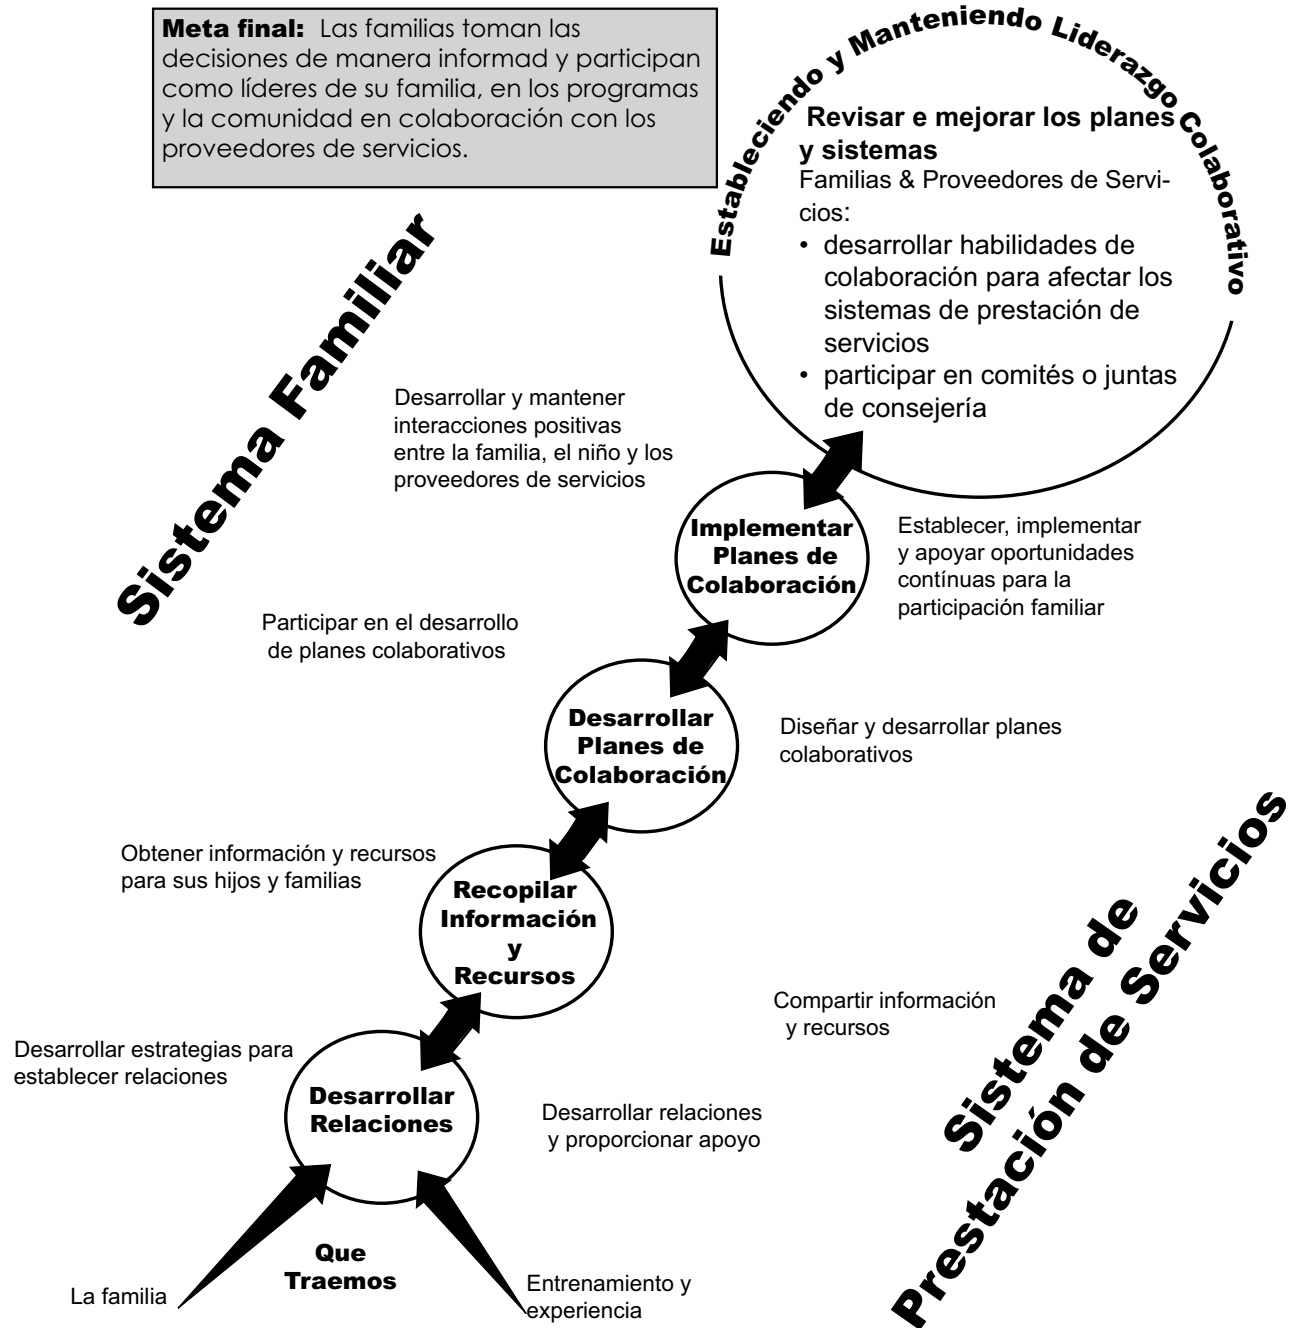 Meta final: Las familias toman las
decisiones de manera informad y participan
como líderes de su familia, en los programas
y la comunidad en colaboración con los
proveedores de servicios.
Estableciendo y Manteniendo Liderazgo Colaborativo
Revisar e mejorar los planes
y sistemas
Familias & Proveedores de Servi-
cios:
• desarrollar habilidades de
colaboración para afectar los
sistemas de prestación de
servicios
• participar en comités o juntas
de consejería
Sistema Familiar
Desarrollar y mantener
interacciones positivas
entre la familia, el niño y los
proveedores de servicios
Implementar
Planes de
Colaboración
Establecer, implementar
y apoyar oportunidades
contínuas para la
participación familiar
Participar en el desarrollo
de planes colaborativos
Desarrollar
Planes de
Colaboración
Diseñar y desarrollar planes
colaborativos
Obtener información y recursos
para sus hijos y familias
Recopilar
Información
y
Recursos
Compartir información
y recursos
Sistema de
Prestación de Servicios
Desarrollar estrategias para
establecer relaciones
Desarrollar
Relaciones
Desarrollar relaciones
y proporcionar apoyo
Que
Traemos
La familia
Entrenamiento y
experiencia